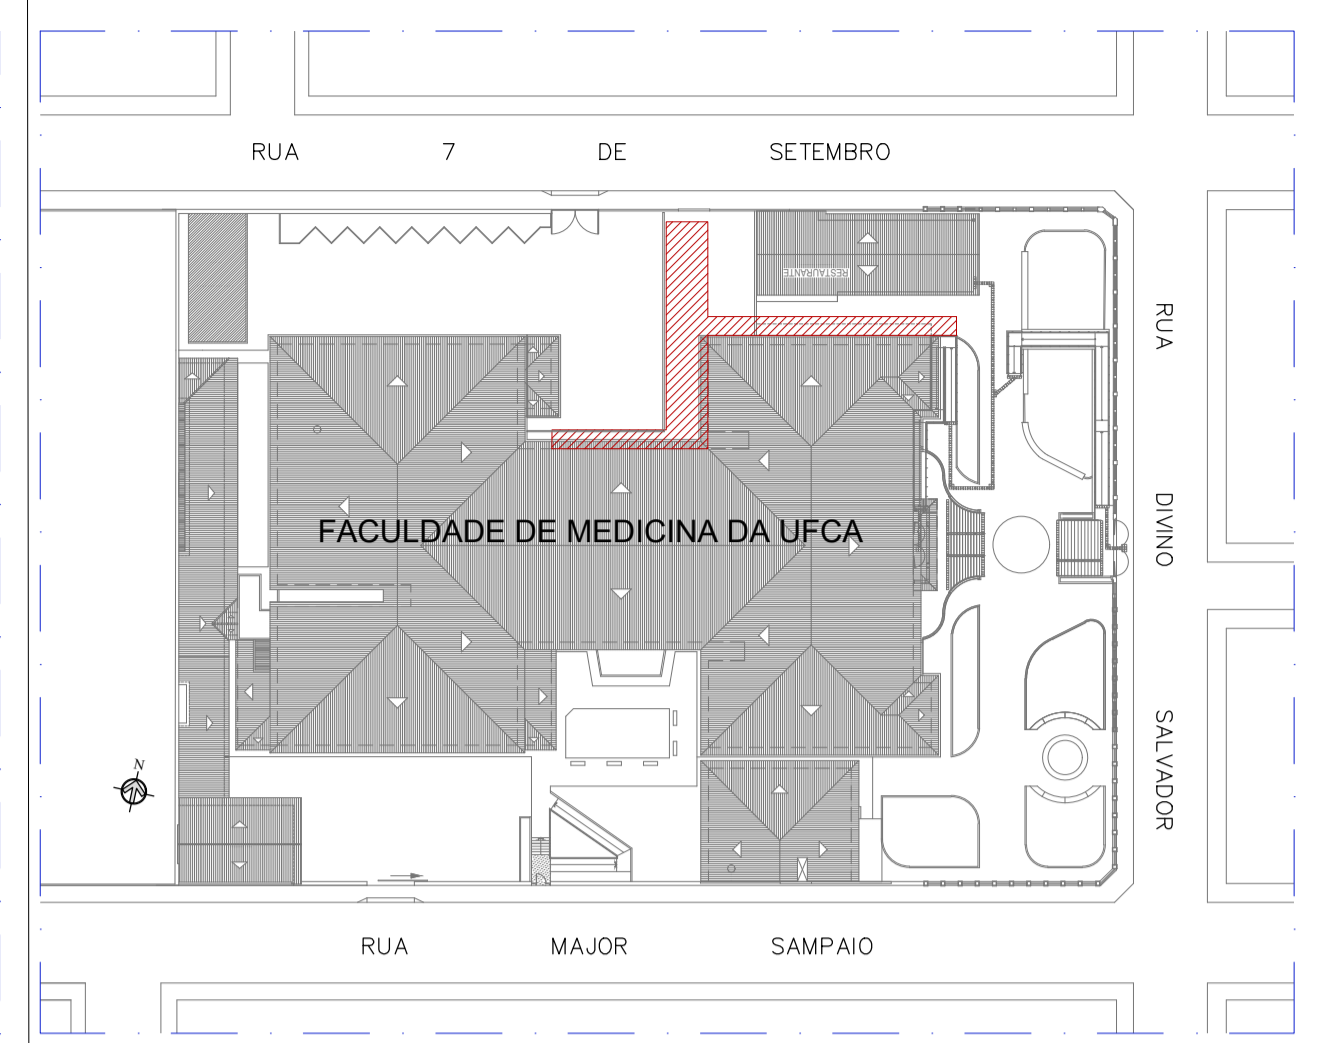 RUA 7 DE SETEMBRO
RESTAURANTE
RUA DIVINO SALVADOR
FACULDADE DE MEDICINA DA UFCA
N
RUA MAJOR SAMPAIO